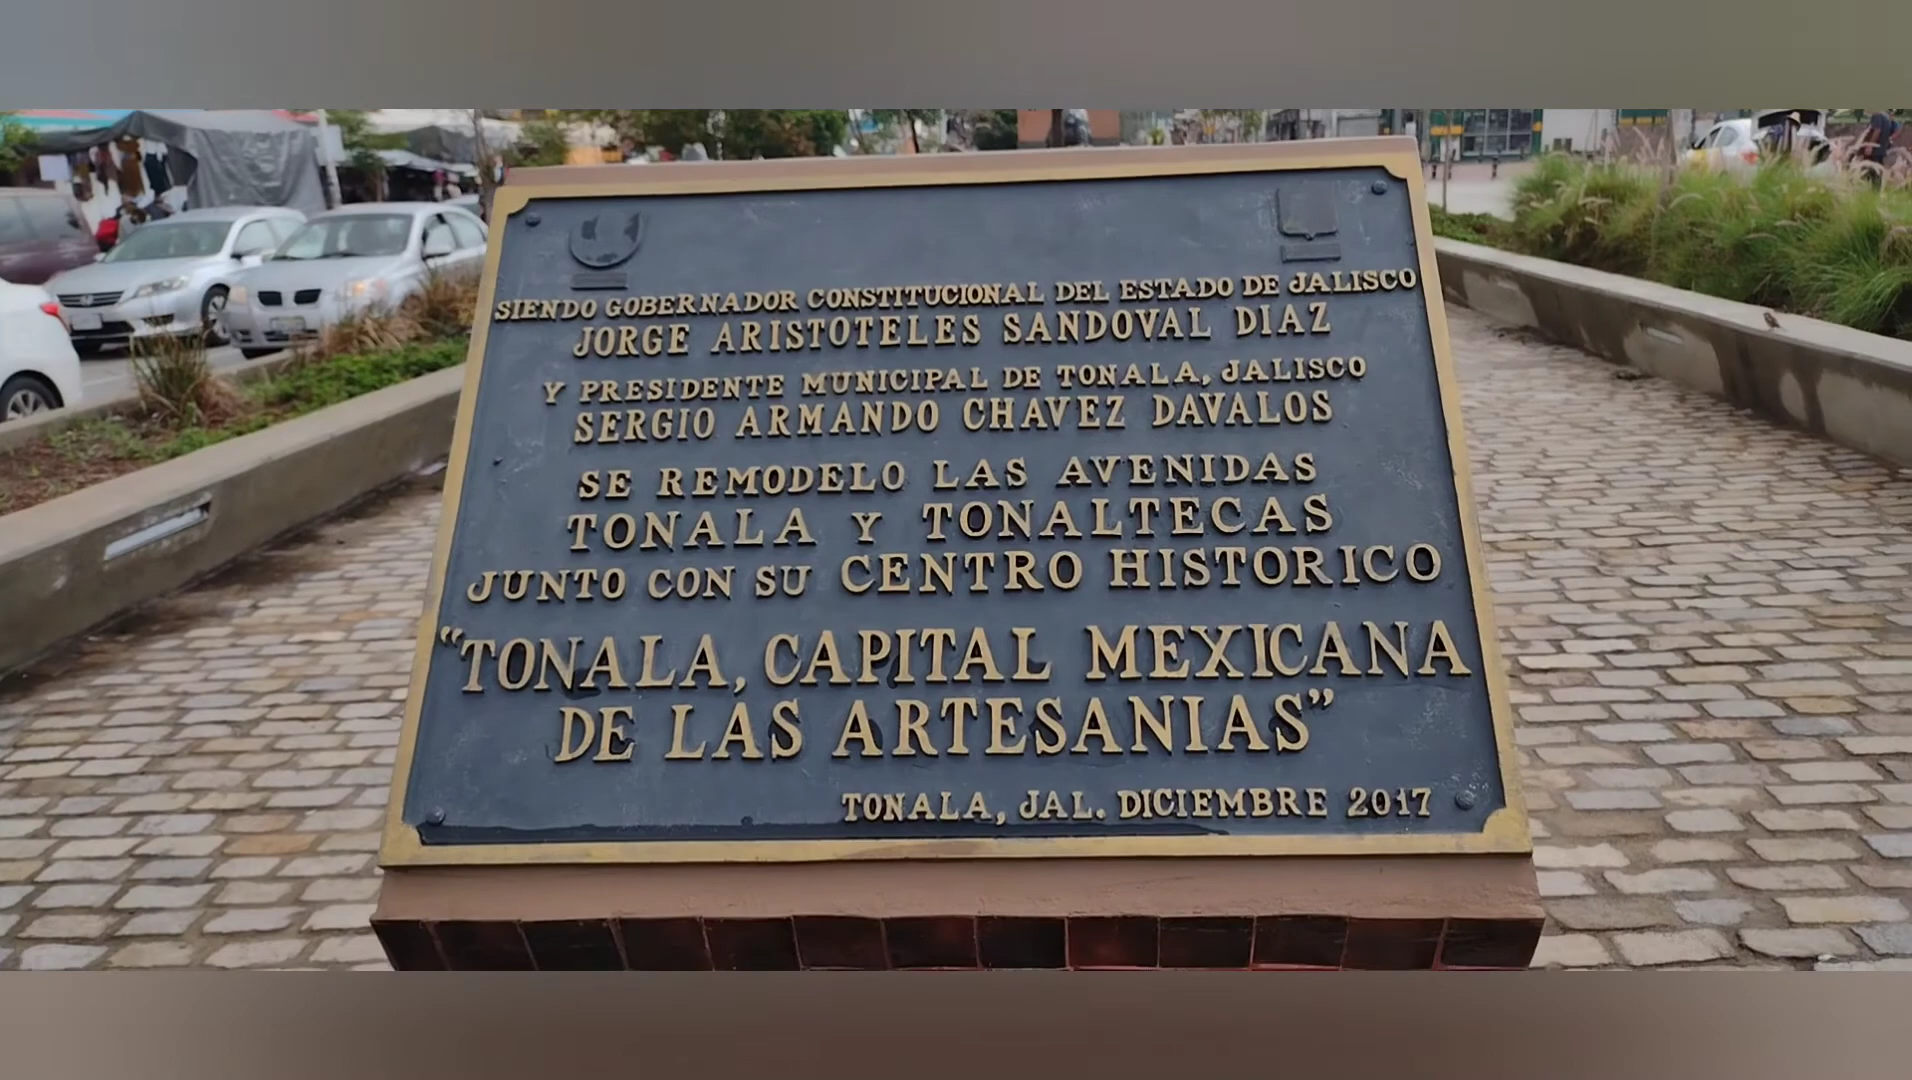 SIENDO GOBERNADOR CONSTITUCIONAL DEL ESTADO DE JALISCO
JORGE ARISTOTELES SANDOVAL DIAZ
Y PRESIDENTE MUNICIPAL DE TONALA, JALISCO
SERGIO ARMANDO CHAVEZ DAVALOS
SE REMODELO LAS AVENIDAS
TONALA Y TONALTECAS
JUNTO CON SU CENTRO HISTORICO
“TONALA, CAPITAL MEXICANA
DE LAS ARTESANIAS”
TONALA, JAL. DICIEMBRE 2017